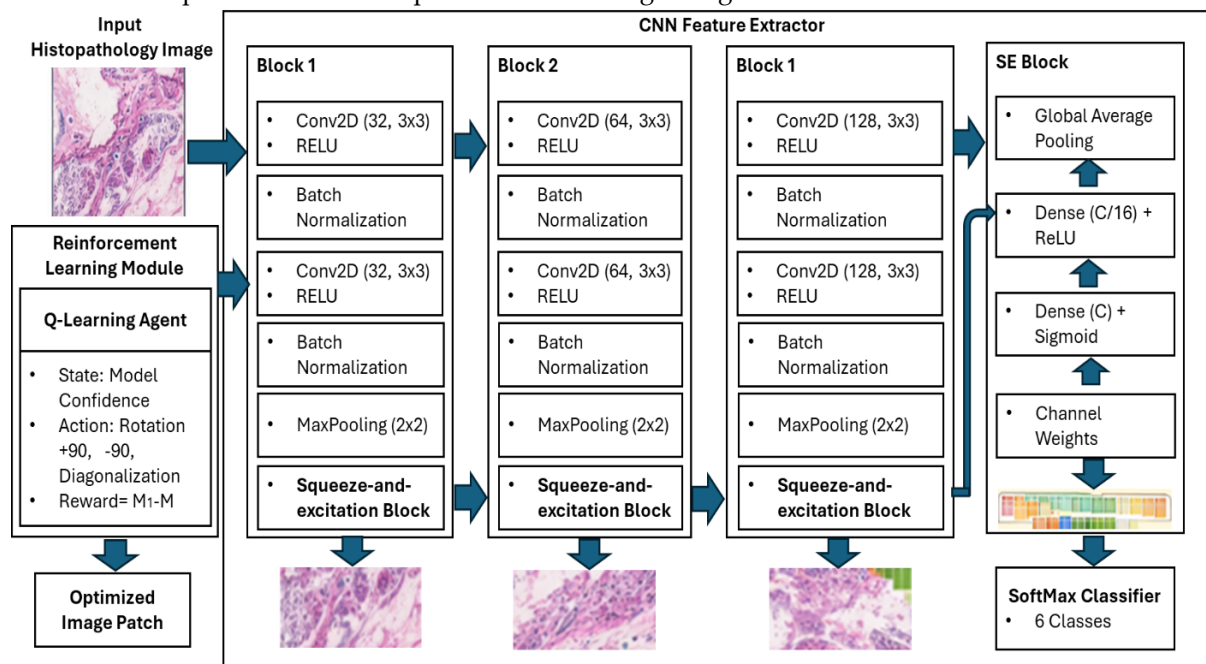 Input
Histopathology Image
CNN Feature Extractor
Block 1
• Conv2D (32, 3x3)
• RELU
• Batch
Normalization
• Conv2D (32, 3x3)
• RELU
• Batch
Normalization
• MaxPooling (2x2)
• Squeeze-and-
excitation Block
Block 2
• Conv2D (64, 3x3)
• RELU
• Batch
Normalization
• Conv2D (64, 3x3)
• RELU
• Batch
Normalization
• MaxPooling (2x2)
• Squeeze-and-
excitation Block
Block 1
• Conv2D (128, 3x3)
• RELU
• Batch
Normalization
• Conv2D (128, 3x3)
• RELU
• Batch
Normalization
• MaxPooling (2x2)
• Squeeze-and-
excitation Block
SE Block
• Global Average
Pooling
• Dense (C/16) +
ReLU
• Dense (C) +
Sigmoid
• Channel
Weights
SoftMax Classifier
• 6 Classes
Reinforcement
Learning Module
Q-Learning Agent
• State: Model
Confidence
• Action: Rotation
+90, -90,
Diagonalization
• Reward= M1-M
Optimized
Image Patch